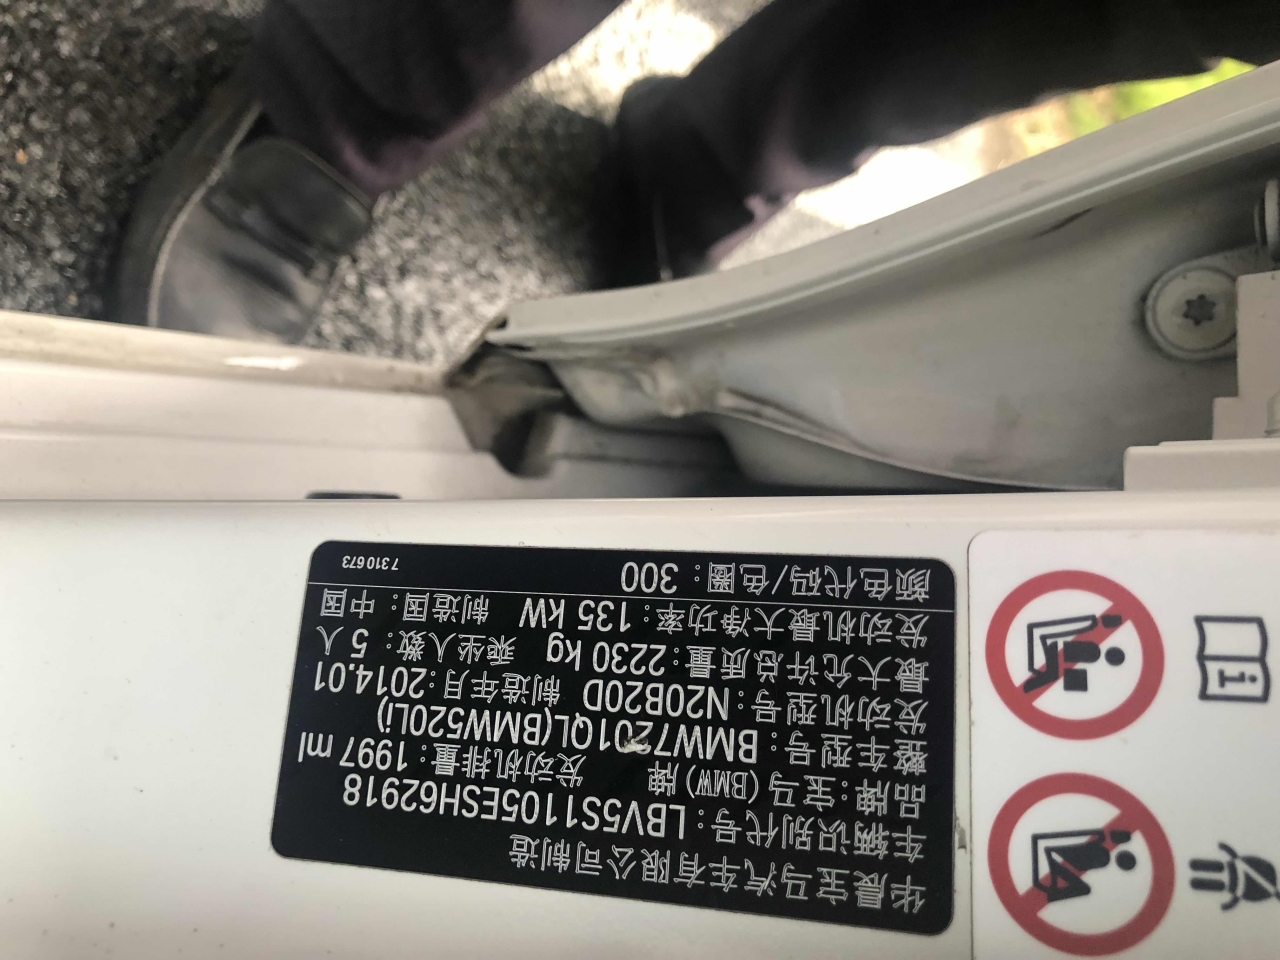 华晨宝马汽车有限公司制造
车辆识别代号：LBV5S1105ESH62918
品牌：宝马(BMW)牌 发动机排量：1997 ml
整车型号：BMW7201QL(BMW520Li)
发动机型号：N20B20D 制造年月：2014.01
最大允许总质量：2230 kg 乘坐人数：5 人
发动机最大净功率：135 kW 制造国：中国
颜色代码/色圈：300
7310673